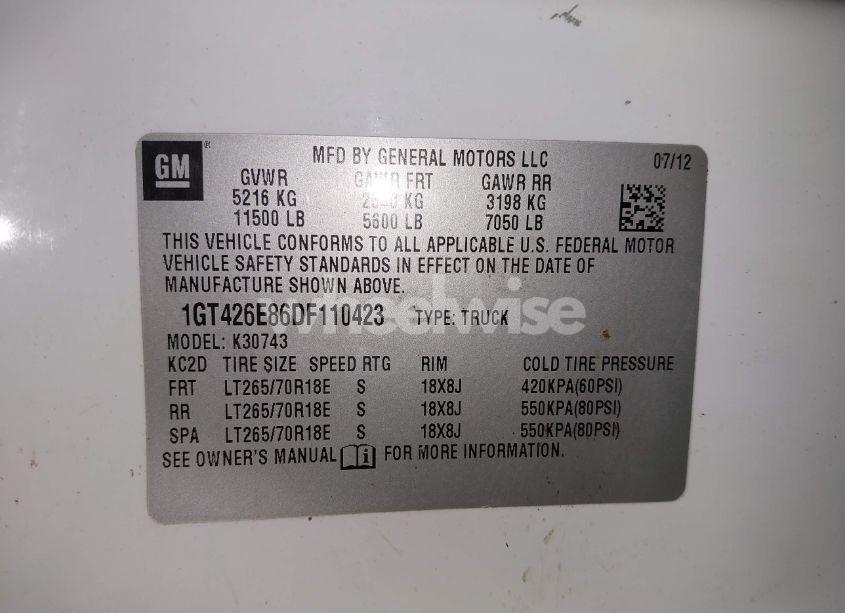 GM
MFD BY GENERAL MOTORS LLC 07/12
GVWR GAWR FRT GAWR RR
5216 KG KG 3198 KG
11500 LB 5600 LB 7050 LB
THIS VEHICLE CONFORMS TO ALL APPLICABLE U.S. FEDERAL MOTOR
VEHICLE SAFETY STANDARDS IN EFFECT ON THE DATE OF
MANUFACTURE SHOWN ABOVE.
1GT426E86DF110423 TYPE: TRUCK
wheelwise
MODEL: K30743
KC2D TIRE SIZE SPEED RTG RIM COLD TIRE PRESSURE
FRT LT265/70R18E S 18X8J 420KPA(60PSI)
RR LT265/70R18E S 18X8J 550KPA(80PSI)
SPA LT265/70R18E S 18X8J 550KPA(80PSI)
SEE OWNER'S MANUAL FOR MORE INFORMATION.